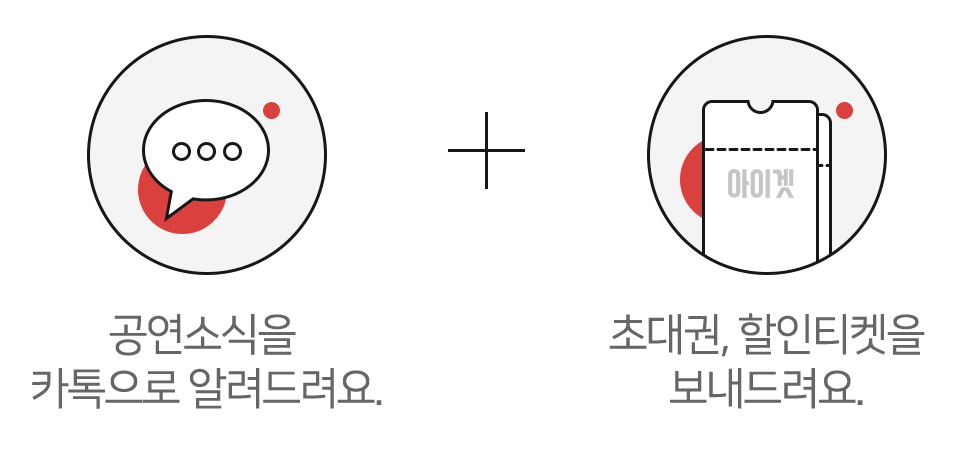 아이겟
공연소식을
카톡으로 알려드려요.
초대권, 할인티켓을
보내드려요.